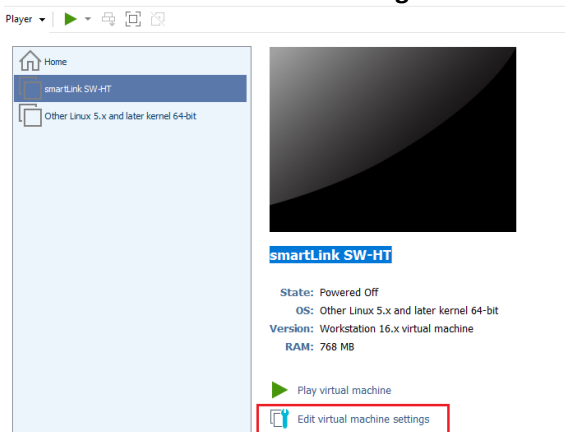 Player
Home
smartLink SW-HT
Other Linux 5.x and later kernel 64-bit
smartLink SW-HT
State: Powered Off
OS: Other Linux 5.x and later kernel 64-bit
Version: Workstation 16.x virtual machine
RAM: 768 MB
Play virtual machine
Edit virtual machine settings